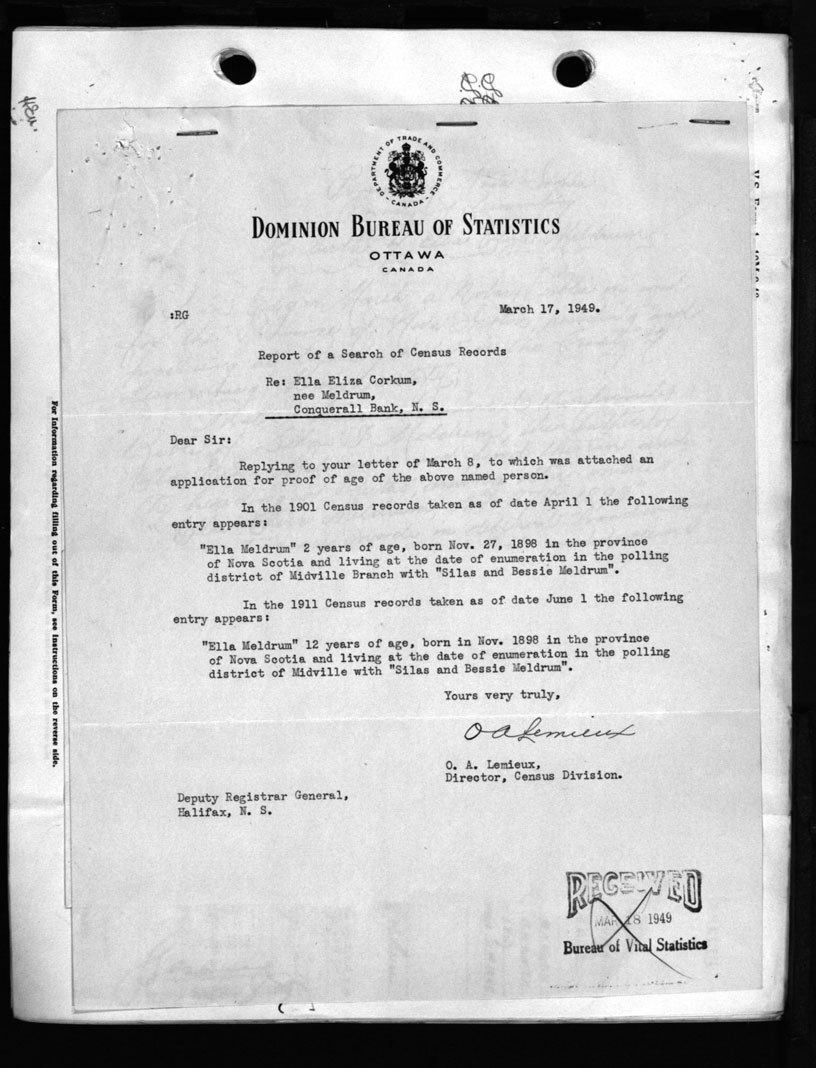 DEPARTMENT OF TRADE AND COMMERCE
CANADA
DOMINION BUREAU OF STATISTICS
OTTAWA
CANADA
:RG
March 17, 1949.
Report of a Search of Census Records
Re: Ella Eliza Corkum,
nee Meldrum,
Conquerall Bank, N. S.
Dear Sir:
Replying to your letter of March 8, to which was attached an
application for proof of age of the above named person.
In the 1901 Census records taken as of date April 1 the following
entry appears:
"Ella Meldrum" 2 years of age, born Nov. 27, 1898 in the province
of Nova Scotia and living at the date of enumeration in the polling
district of Midville Branch with "Silas and Bessie Meldrum".
In the 1911 Census records taken as of date June 1 the following
entry appears:
"Ella Meldrum" 12 years of age, born in Nov. 1898 in the province
of Nova Scotia and living at the date of enumeration in the polling
district of Midville with "Silas and Bessie Meldrum".
Yours very truly,
O A Lemieux
O. A. Lemieux,
Director, Census Division.
Deputy Registrar General,
Halifax, N. S.
RECEIVED
MAR 18 1949
Bureau of Vital Statistics
For information regarding filling out of this Form, see instructions on the reverse side.